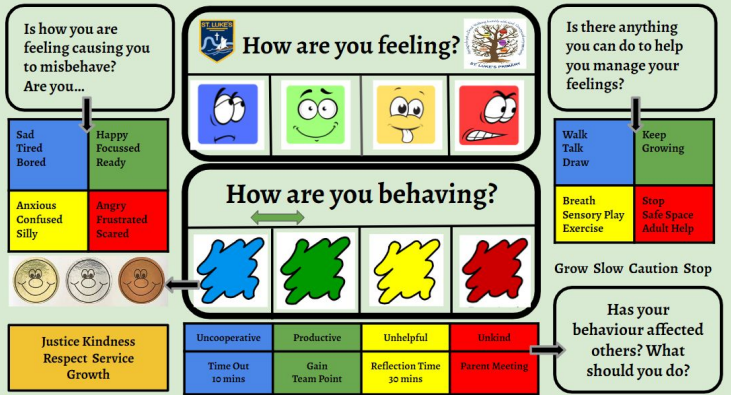 Is how you are
feeling causing you
to misbehave?
Are you...
ST. LUKE'S
How are you feeling?
ST. LUKE'S PRIMARY
Is there anything
you can do to help
you manage your
feelings?
Sad
Tired
Bored
Happy
Focussed
Ready
Anxious
Confused
Silly
Angry
Frustrated
Scared
Walk
Talk
Draw
Keep
Growing
Breath
Sensory Play
Exercise
Stop
Safe Space
Adult Help
How are you behaving?
Grow Slow Caution Stop
Justice Kindness
Respect Service
Growth
Uncooperative
Productive
Unhelpful
Unkind
Time Out
10 mins
Gain
Team Point
Reflection Time
30 mins
Parent Meeting
Has your
behaviour affected
others? What
should you do?